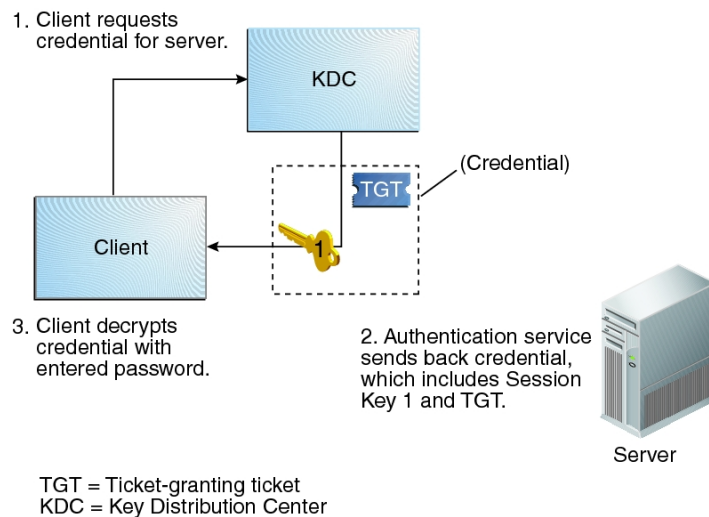 1. Client requests
credential for server.
KDC
(Credential)
TGT
1
Client
3. Client decrypts
credential with
entered password.
2. Authentication service
sends back credential,
which includes Session
Key 1 and TGT.
Server
TGT = Ticket-granting ticket
KDC = Key Distribution Center